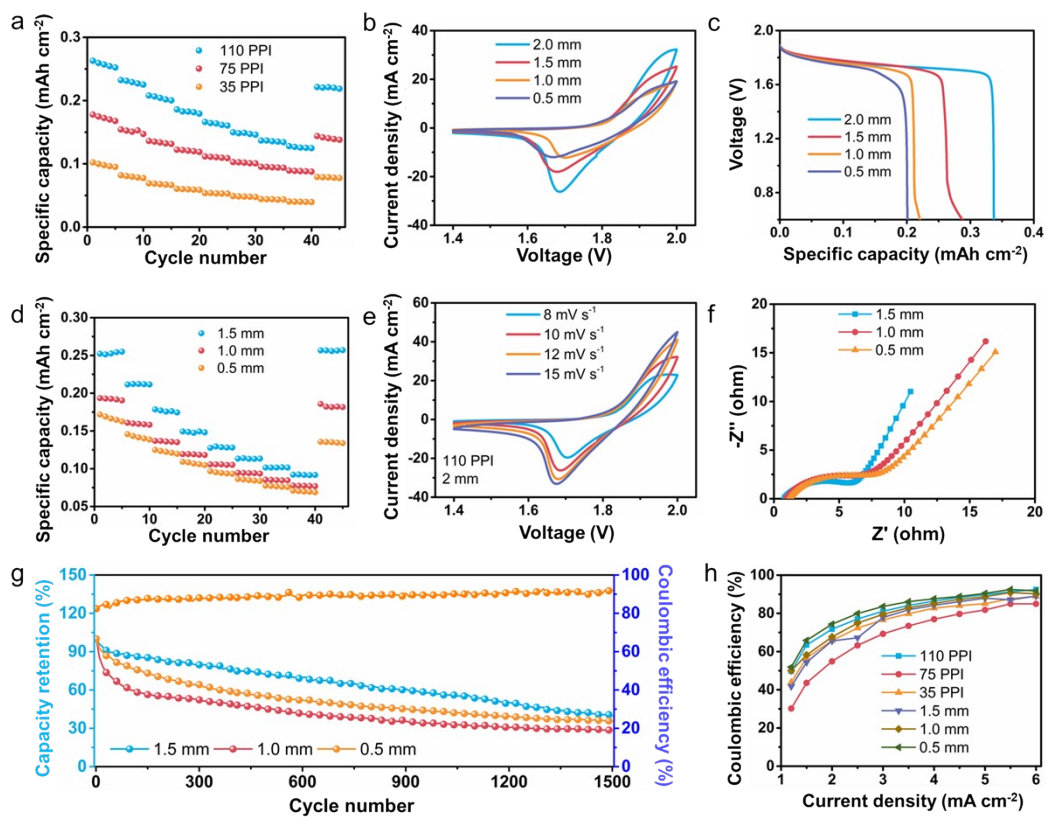 a
Specific capacity (mAh cm⁻²)
0.3
0.2
0.1
0.0
110 PPI
75 PPI
35 PPI
0 10 20 30 40
Cycle number
b
Current density (mA cm⁻²)
40
20
0
-20
-40
2.0 mm
1.5 mm
1.0 mm
0.5 mm
1.4 1.6 1.8 2.0
Voltage (V)
c
Voltage (V)
2.0
1.6
1.2
1.8
2.0 mm
1.5 mm
1.0 mm
0.5 mm
0.0 0.1 0.2 0.3 0.4
Specific capacity (mAh cm⁻²)
d
Specific capacity (mAh cm⁻²)
0.30
0.25
0.20
0.15
0.10
0.05
1.5 mm
1.0 mm
0.5 mm
0 10 20 30 40
Cycle number
e
Current density (mA cm⁻²)
60
40
20
0
-20
-40
8 mV s⁻¹
10 mV s⁻¹
12 mV s⁻¹
15 mV s⁻¹
110 PPI
2 mm
1.4 1.6 1.8 2.0
Voltage (V)
f
-Z'' (ohm)
20
15
10
5
0
1.5 mm
1.0 mm
0.5 mm
0 5 10 15 20
Z' (ohm)
g
Capacity retention (%)
150
120
90
60
30
0
1.5 mm 1.0 mm 0.5 mm
0 300 600 900 1200 1500
Cycle number
100
80
60
40
20
0
Coulombic efficiency (%)
h
Coulombic efficiency (%)
100
80
60
40
20
0
110 PPI
75 PPI
35 PPI
1.5 mm
1.0 mm
0.5 mm
1 2 3 4 5 6
Current density (mA cm⁻²)